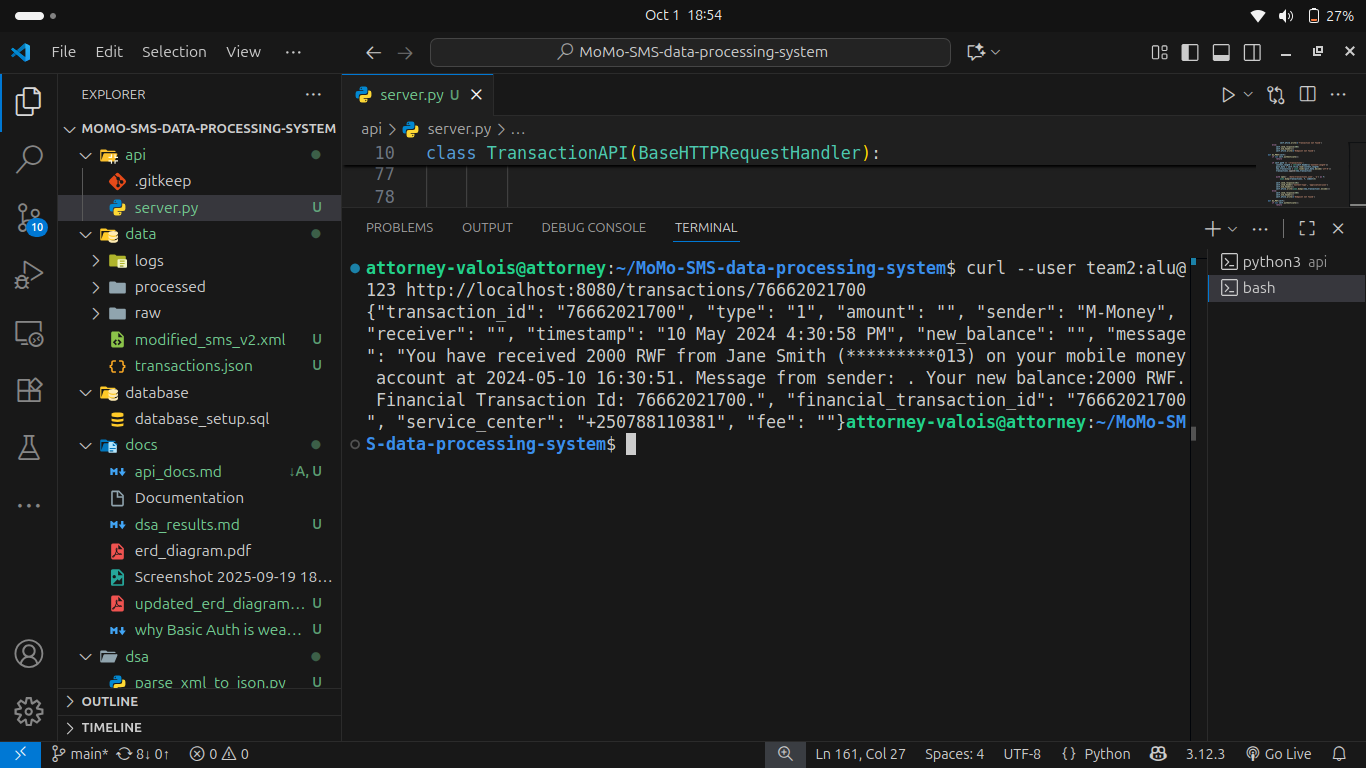 Oct 1 18:54
27%
File Edit Selection View ···
MoMo-SMS-data-processing-system
EXPLORER ···
server.py U
MOMO-SMS-DATA-PROCESSING-SYSTEM
api > server.py > ...
api
10 class TransactionAPI(BaseHTTPRequestHandler):
.gitkeep
77
server.py U
78
data
PROBLEMS OUTPUT DEBUG CONSOLE TERMINAL
logs
processed
raw
modified_sms_v2.xml U
transactions.json U
database
database_setup.sql
docs
api_docs.md ↓A, U
Documentation
dsa_results.md U
erd_diagram.pdf
Screenshot 2025-09-19 18...
updated_erd_diagram... U
why Basic Auth is wea... U
dsa
parse_xml_to_json.py U
OUTLINE
TIMELINE
10
attorney-valois@attorney:~/MoMo-SMS-data-processing-system$ curl --user team2:alu@
123 http://localhost:8080/transactions/76662021700
{"transaction_id": "76662021700", "type": "1", "amount": "", "sender": "M-Money",
"receiver": "", "timestamp": "10 May 2024 4:30:58 PM", "new_balance": "", "message
": "You have received 2000 RWF from Jane Smith (*********013) on your mobile money
account at 2024-05-10 16:30:51. Message from sender: . Your new balance:2000 RWF.
Financial Transaction Id: 76662021700.", "financial_transaction_id": "76662021700
", "service_center": "+250788110381", "fee": ""}attorney-valois@attorney:~/MoMo-SM
S-data-processing-system$
python3 api
bash
main* 8↓ 0↑ 0 0
Ln 161, Col 27 Spaces: 4 UTF-8 {} Python 3.12.3 Go Live